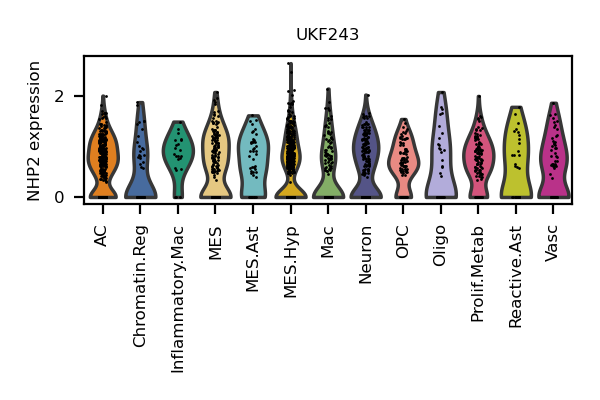 UKF243
NHP2 expression
2
0
AC
Chromatin.Reg
Inflammatory.Mac
MES
MES.Ast
MES.Hyp
Mac
Neuron
OPC
Oligo
Prolif.Metab
Reactive.Ast
Vasc